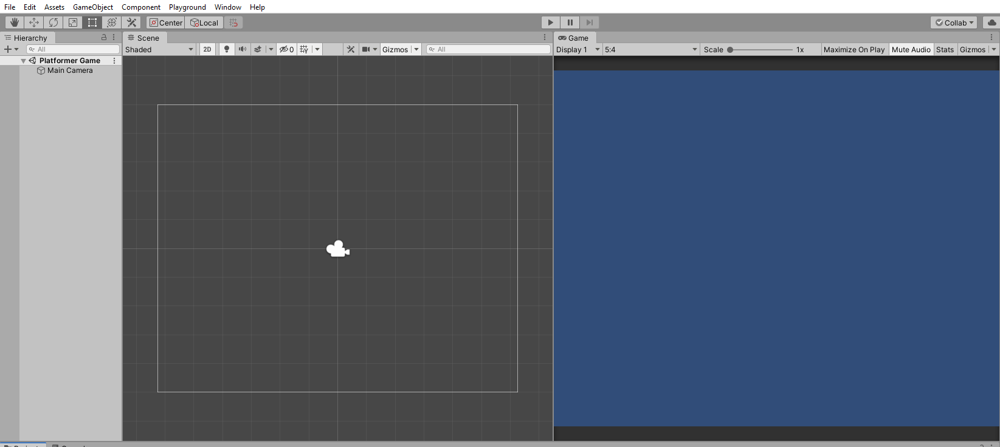 File Edit Assets GameObject Component Playground Window Help
Center Local Collab
Hierarchy Scene Game
All Shaded 2D 0 Gizmos All Display 1 5:4 Scale 1x Maximize On Play Mute Audio Stats Gizmos
Platformer Game
Main Camera